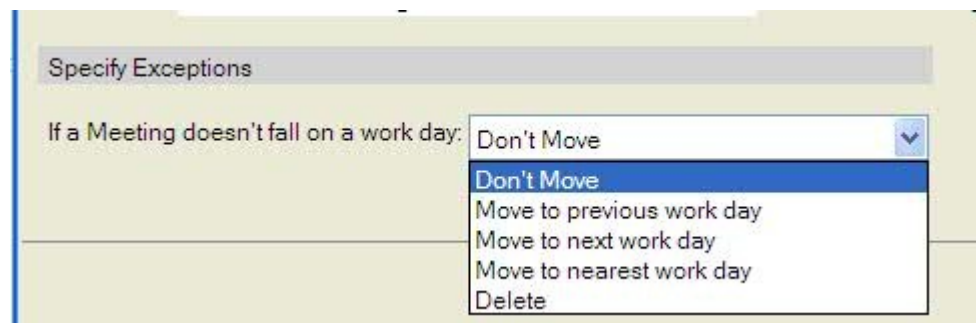 Specify Exceptions
If a Meeting doesn't fall on a work day: Don't Move
Don't Move
Move to previous work day
Move to next work day
Move to nearest work day
Delete